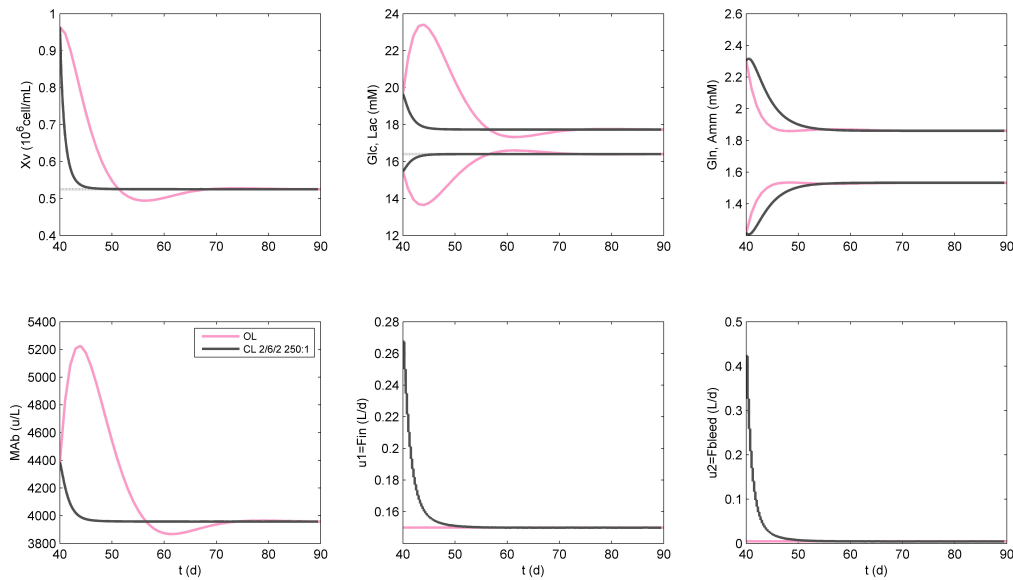 Xv (10^6cell/mL)
1
0.9
0.8
0.7
0.6
0.5
0.4
40 50 60 70 80 90
Glc, Lac (mM)
24
22
20
18
16
14
12
40 50 60 70 80 90
Gln, Amm (mM)
2.6
2.4
2.2
2
1.8
1.6
1.4
40 50 60 70 80 90
MAb (u/L)
5400
5200
5000
4800
4600
4400
4200
4000
3800
OL
CL 2/6/2 250:1
40 50 60 70 80 90
t (d)
u1=Fin (L/d)
0.28
0.26
0.24
0.22
0.2
0.18
0.16
40 50 60 70 80 90
t (d)
u2=Fbleed (L/d)
0.5
0.4
0.3
0.2
0.1
0
40 50 60 70 80 90
t (d)